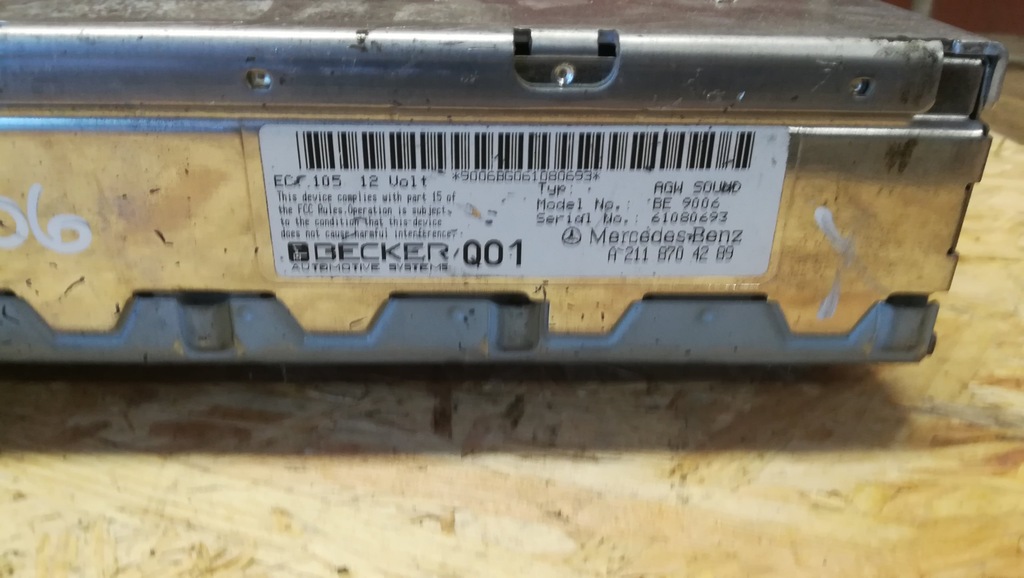 *9006BG061080693*
ECE.105 12 Volt
Typ: AGW SOUND
This device complies with part 15 of
the FCC Rules.Operation is subject
to the condition that this device
does not cause harmful interference.
Model No.: BE 9006
Serial No.: 61080693
Mercedes-Benz
BECKER Q01
AUTOMOTIVE SYSTEMS
A 211 870 42 89
06